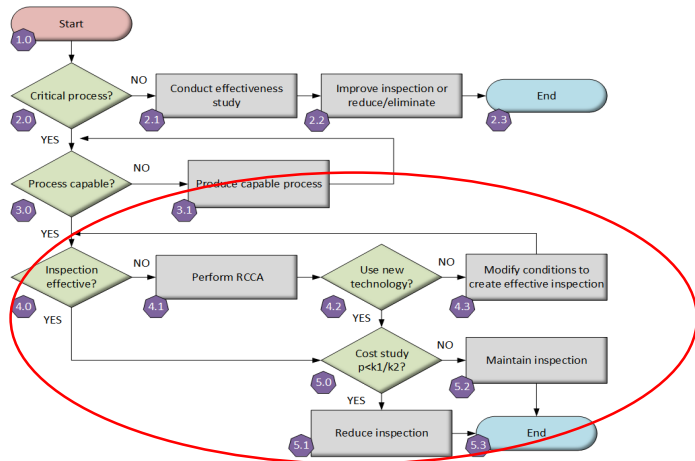 Start
1.0
Critical process?
2.0
NO
Conduct effectiveness
study
2.1
Improve inspection or
reduce/eliminate
2.2
End
2.3
YES
Process capable?
3.0
NO
Produce capable process
3.1
YES
Inspection
effective?
4.0
NO
Perform RCCA
4.1
Use new
technology?
4.2
NO
Modify conditions to
create effective inspection
4.3
YES
YES
Cost study
p<k1/k2?
5.0
NO
Maintain inspection
5.2
YES
Reduce inspection
5.1
End
5.3